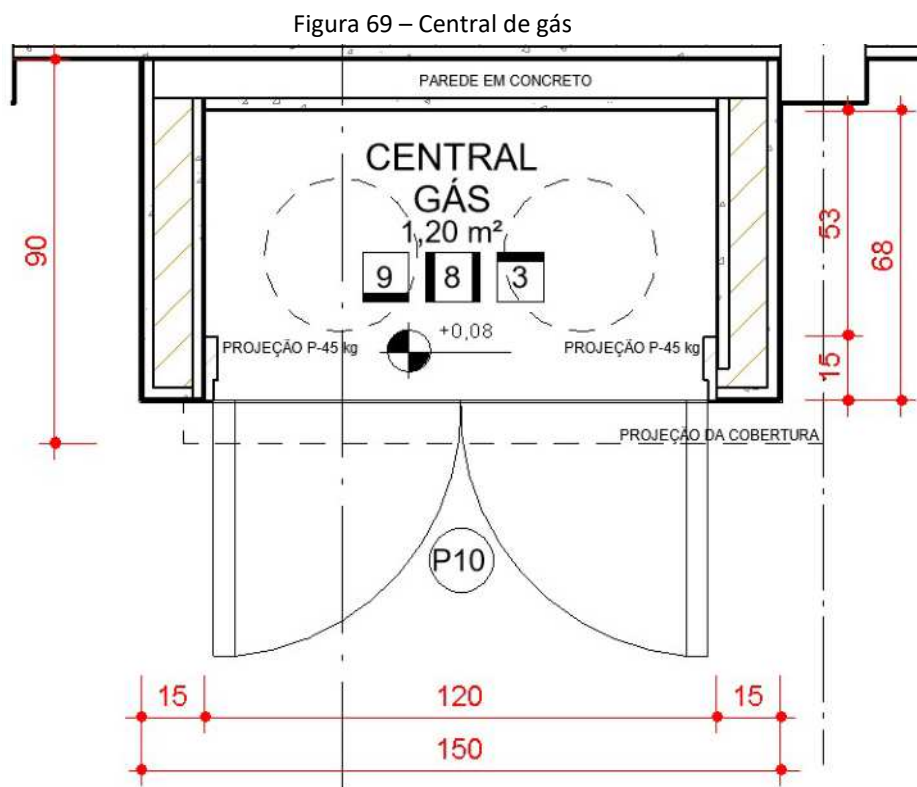 Figura 69 – Central de gás
PAREDE EM CONCRETO
CENTRAL
GÁS
1,20 m²
9 8 3
+0,08
PROJEÇÃO P-45 kg
PROJEÇÃO P-45 kg
90
53
68
15
PROJEÇÃO DA COBERTURA
P10
15 120 15
150